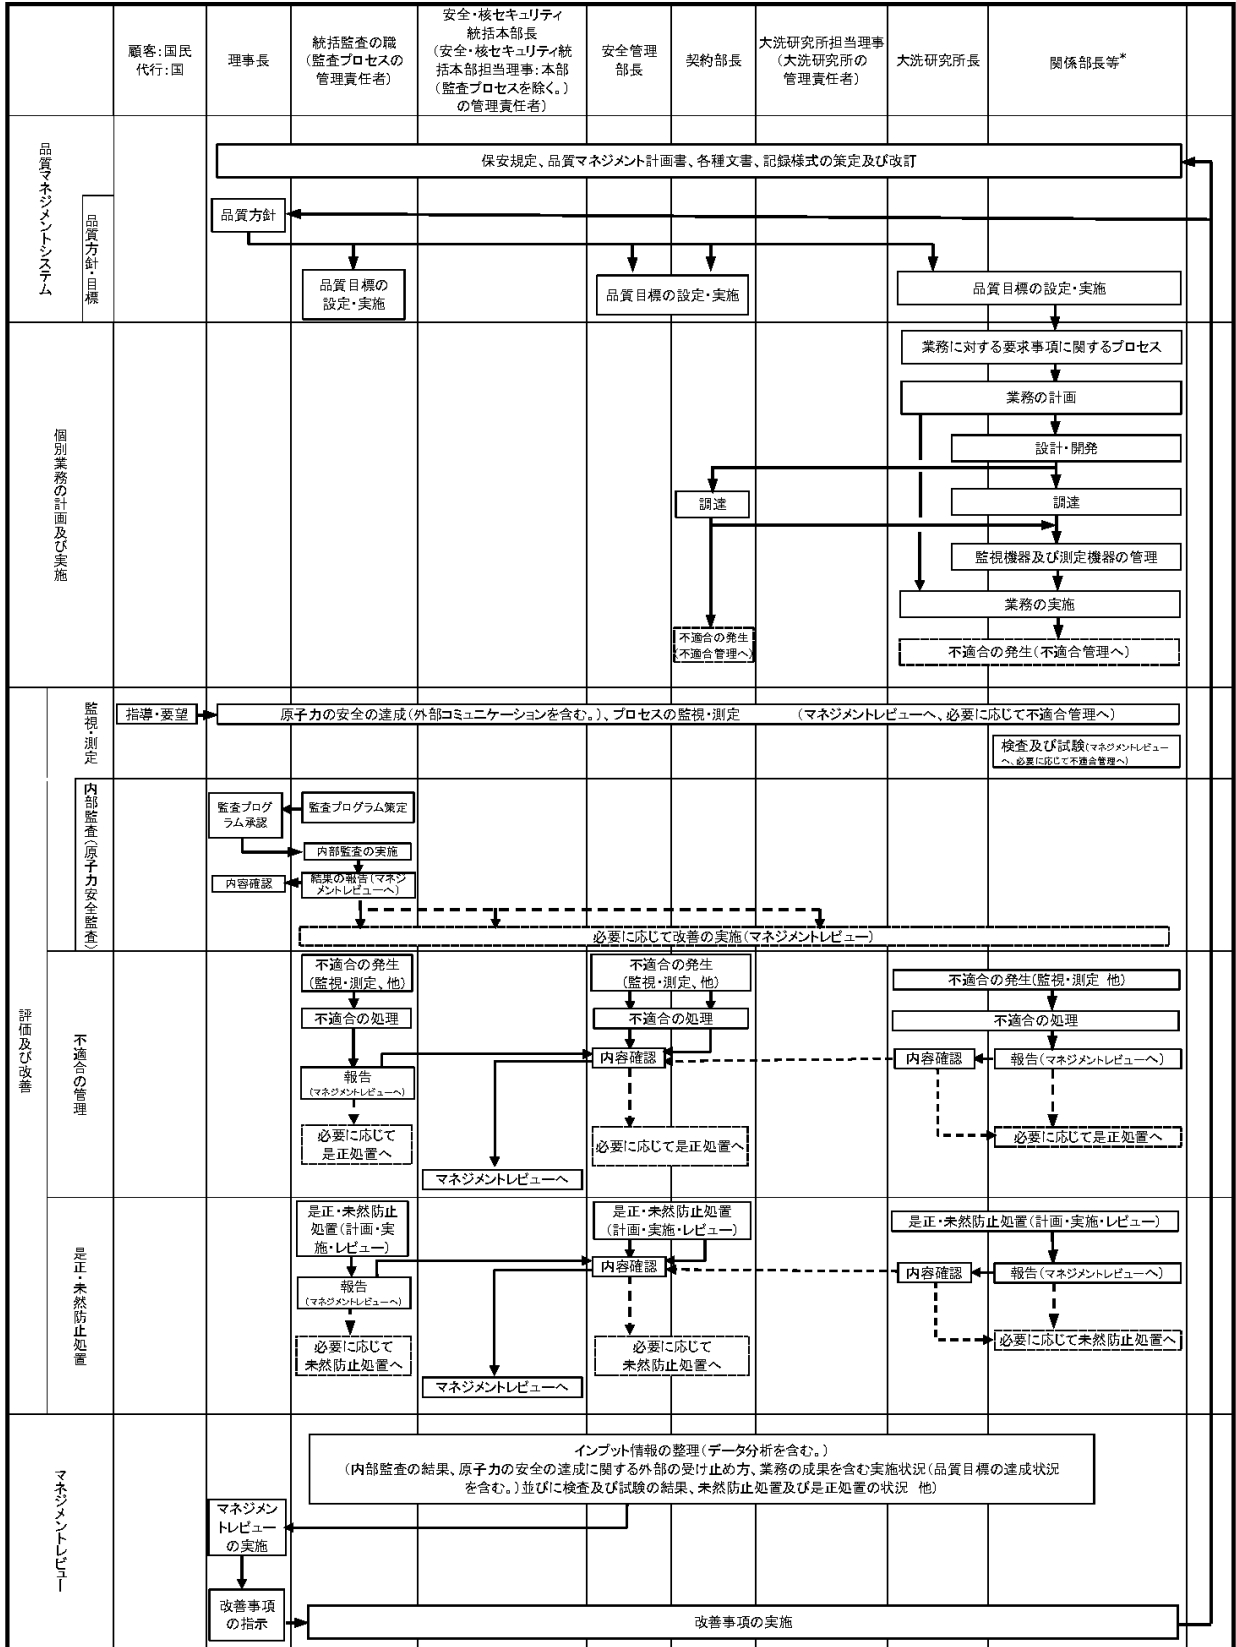 顧客：国民
代行：国
理事長
統括監査の職
（監査プロセスの
管理責任者）
安全・核セキュリティ
統括本部長
（安全・核セキュリティ統
括本部担当理事：本部
（監査プロセスを除く。）
の管理責任者）
安全管理
部長
契約部長
大洗研究所担当理事
（大洗研究所の
管理責任者）
大洗研究所長
関係部長等*
品質マネジメントシステム
保安規定、品質マネジメント計画書、各種文書、記録様式の策定及び改訂
品質方針・目標
品質方針
品質目標の
設定・実施
品質目標の設定・実施
品質目標の設定・実施
個別業務の計画及び実施
業務に対する要求事項に関するプロセス
業務の計画
設計・開発
調達
調達
監視機器及び測定機器の管理
業務の実施
不適合の発生
（不適合管理へ）
不適合の発生（不適合管理へ）
評価及び改善
監視・測定
指導・要望
原子力の安全の達成（外部コミュニケーションを含む。）、プロセスの監視・測定　　　（マネジメントレビューへ、必要に応じて不適合管理へ）
検査及び試験（マネジメントレビュー
へ、必要に応じて不適合管理へ）
内部監査（原子力安全監査）
監査プログ
ラム承認
監査プログラム策定
内部監査の実施
内容確認
結果の報告（マネジ
メントレビューへ）
必要に応じて改善の実施（マネジメントレビュー）
不適合の管理
不適合の発生
（監視・測定、他）
不適合の発生
（監視・測定、他）
不適合の発生（監視・測定 他）
不適合の処理
不適合の処理
不適合の処理
報告
（マネジメントレビューへ）
内容確認
内容確認
報告（マネジメントレビューへ）
必要に応じて
是正処置へ
必要に応じて是正処置へ
必要に応じて是正処置へ
マネジメントレビューへ
是正・未然防止処置
是正・未然防止
処置（計画・実
施・レビュー）
是正・未然防止処置
（計画・実施・レビュー）
是正・未然防止処置（計画・実施・レビュー）
報告
（マネジメントレビューへ）
内容確認
内容確認
報告（マネジメントレビューへ）
必要に応じて
未然防止処置へ
必要に応じて
未然防止処置へ
必要に応じて未然防止処置へ
マネジメントレビューへ
マネジメントレビュー
インプット情報の整理（データ分析を含む。）
（内部監査の結果、原子力の安全の達成に関する外部の受け止め方、業務の成果を含む実施状況（品質目標の達成状況
を含む。）並びに検査及び試験の結果、未然防止処置及び是正処置の状況 他）
マネジメン
トレビュー
の実施
改善事項
の指示
改善事項の実施